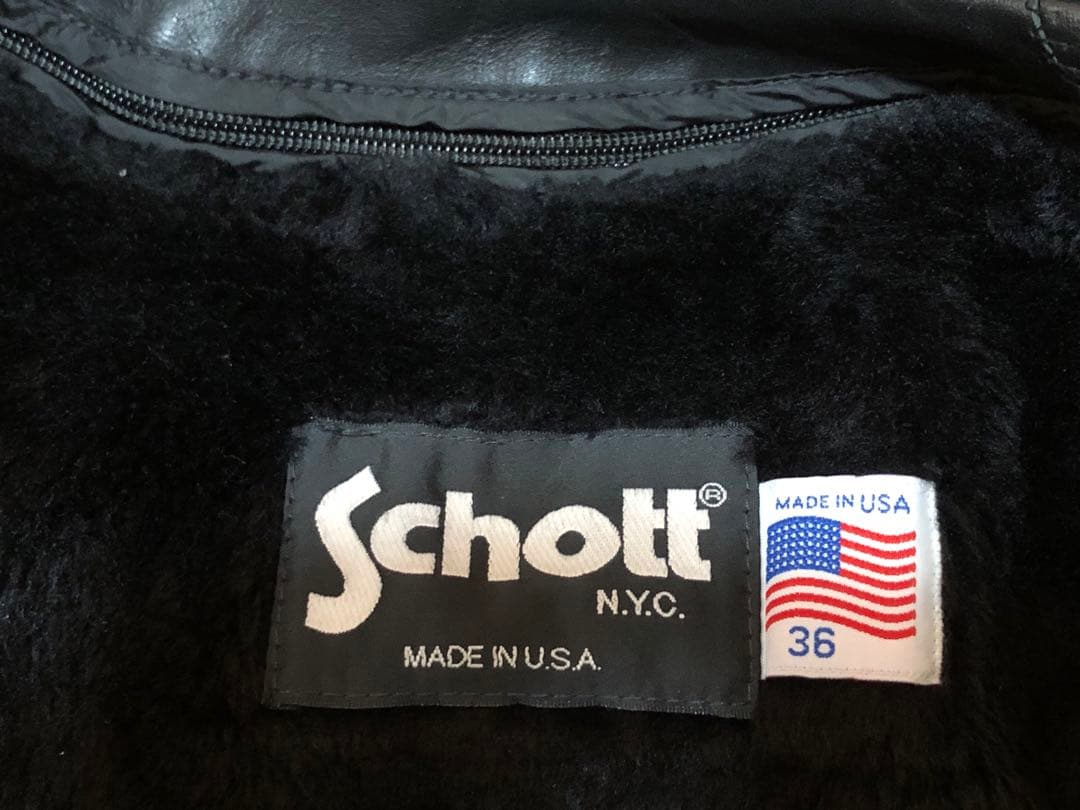 Schott®
N.Y.C.
MADE IN U.S.A.
MADE IN USA
36